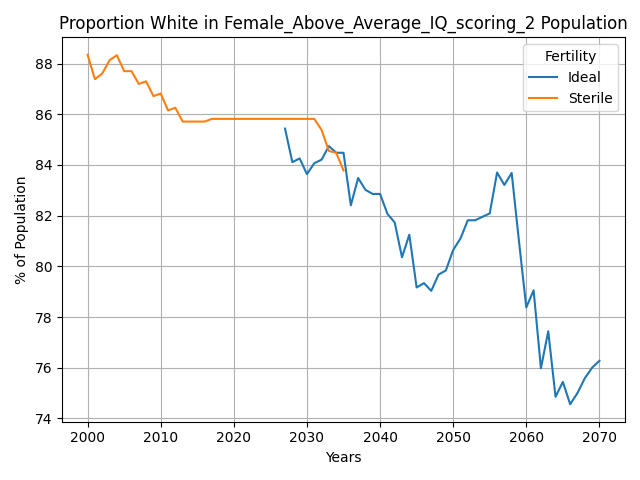 Proportion White in Female_Above_Average_IQ_scoring_2 Population
Fertility
Ideal
Sterile
% of Population
88
86
84
82
80
78
76
74
2000 2010 2020 2030 2040 2050 2060 2070
Years